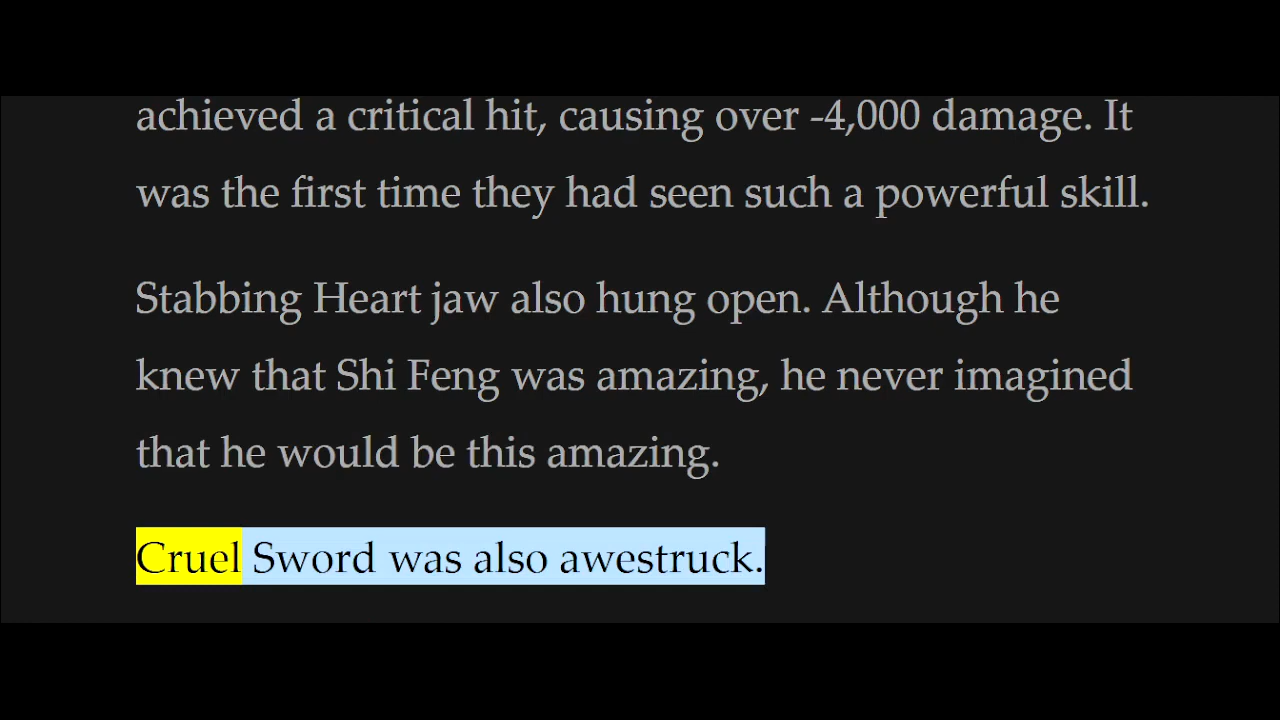 achieved a critical hit, causing over -4,000 damage. It
was the first time they had seen such a powerful skill.
Stabbing Heart jaw also hung open. Although he
knew that Shi Feng was amazing, he never imagined
that he would be this amazing.
Cruel Sword was also awestruck.